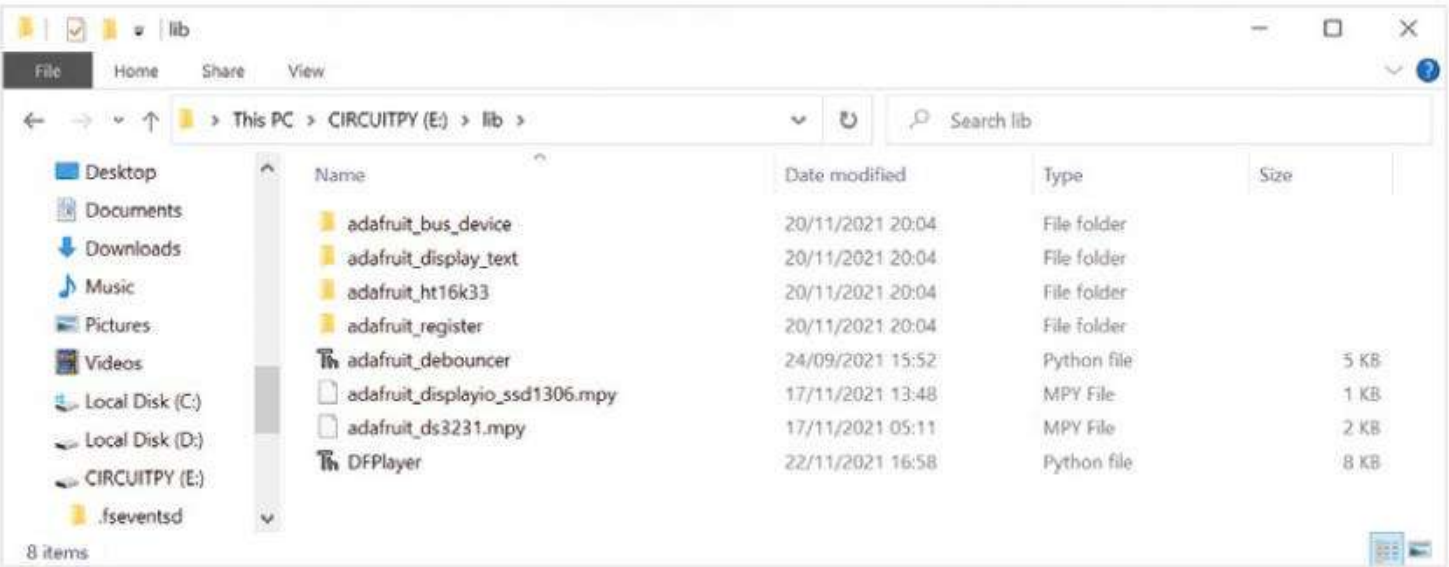 lib
File Home Share View
This PC > CIRCUITPY (E:) > lib > Search lib
Desktop
Documents
Downloads
Music
Pictures
Videos
Local Disk (C:)
Local Disk (D:)
CIRCUITPY (E:)
.fseventsd
Name Date modified Type Size
adafruit_bus_device 20/11/2021 20:04 File folder
adafruit_display_text 20/11/2021 20:04 File folder
adafruit_ht16k33 20/11/2021 20:04 File folder
adafruit_register 20/11/2021 20:04 File folder
adafruit_debouncer 24/09/2021 15:52 Python file 5 KB
adafruit_displayio_ssd1306.mpy 17/11/2021 13:48 MPY File 1 KB
adafruit_ds3231.mpy 17/11/2021 05:11 MPY File 2 KB
DFPlayer 22/11/2021 16:58 Python file 8 KB
8 items